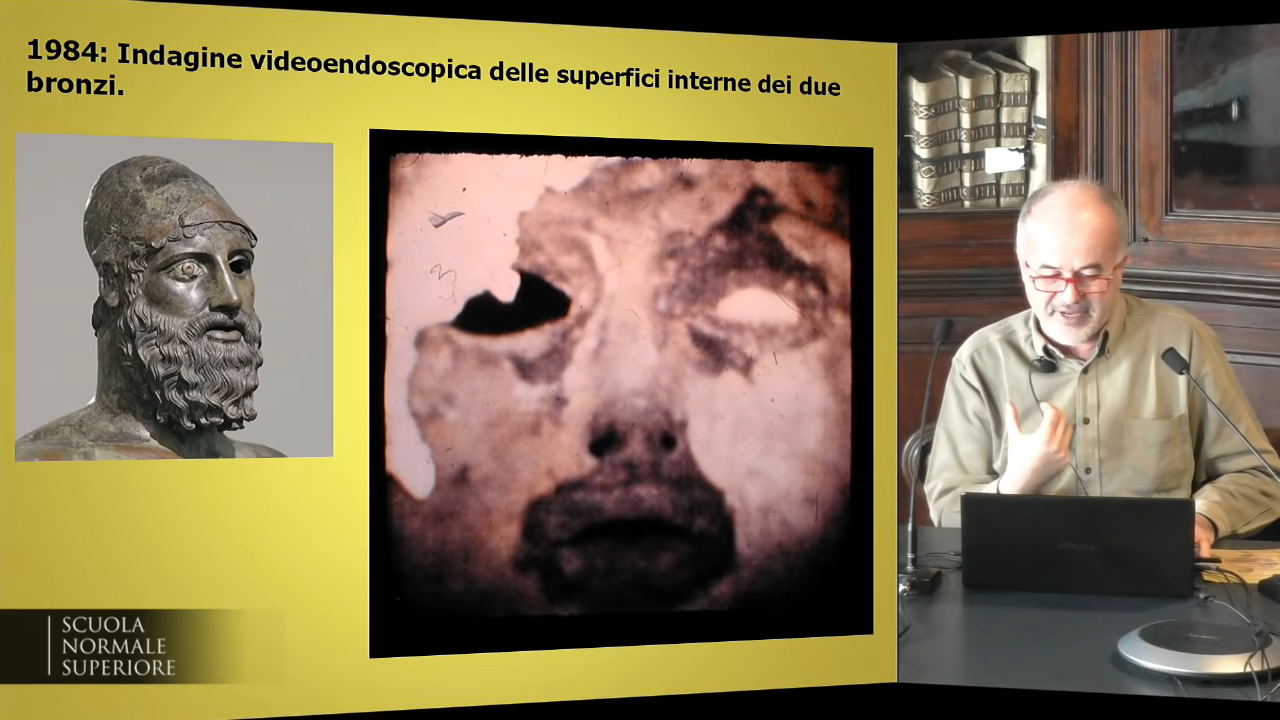 1984: Indagine videoendoscopica delle superfici interne dei due
bronzi.
SCUOLA
NORMALE
SUPERIORE